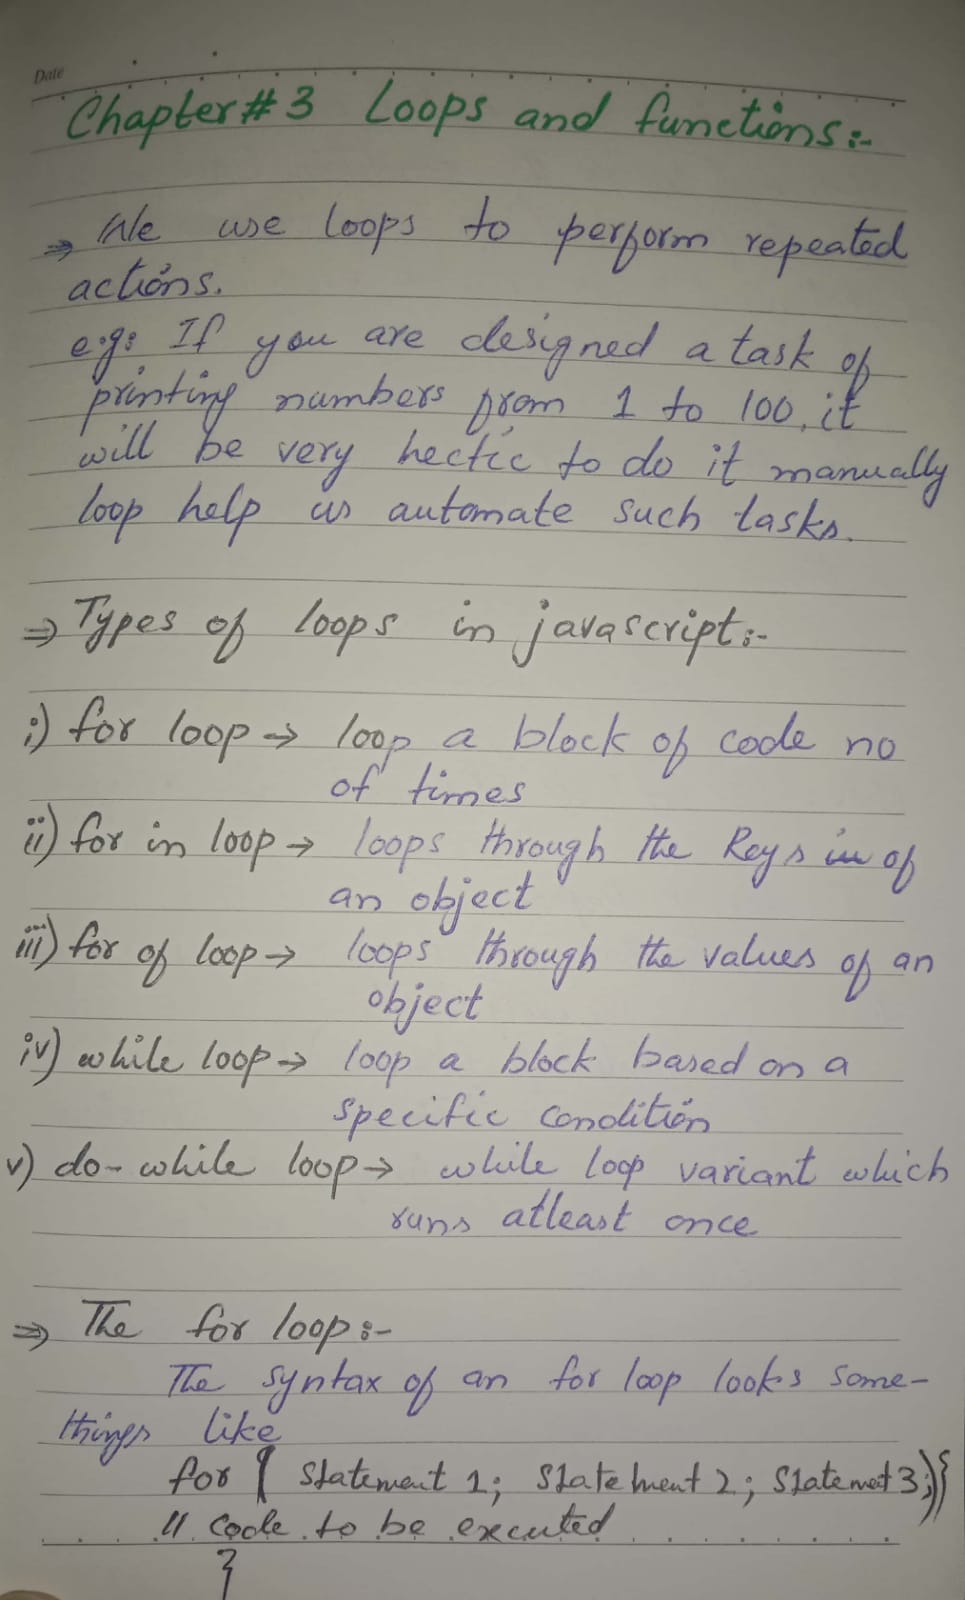 Date
Chapter # 3 Loops and functions:-
⇒ We use loops to perform repeated
actions.
e.g: If you are designed a task of
printing numbers from 1 to 100, it
will be very hectic to do it manually
loop help us automate such tasks.
⇒ Types of loops in javascript:-
i) for loop → loop a block of code no
of times
ii) for in loop → loops through the Keys in of
an object
iii) for of loop → loops through the values of an
object
iv) while loop → loop a block based on a
specific condition
v) do-while loop → while loop variant which
runs atleast once
⇒ The for loop:-
The syntax of an for loop looks some-
things like
for ( statement 1; statement 2; statemet 3;){
// code to be executed
}